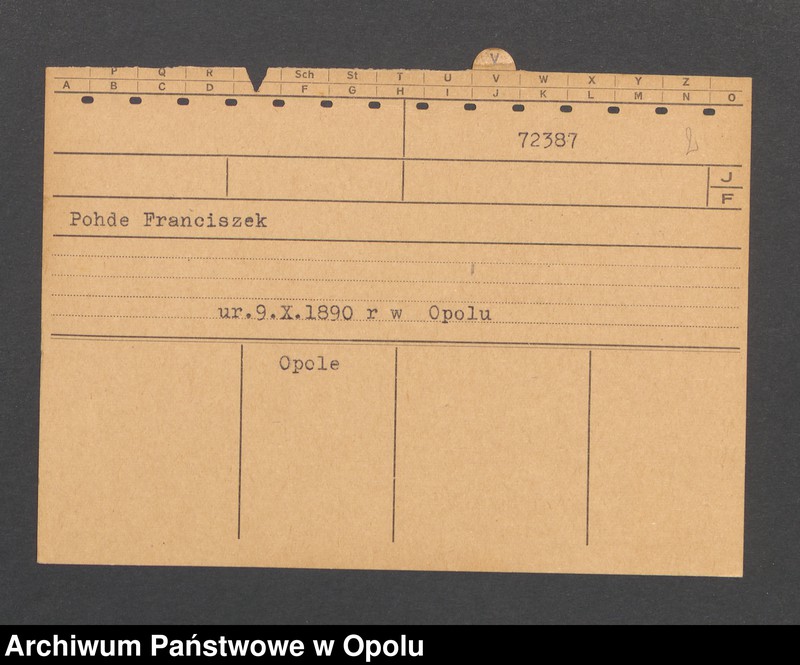 V
P Q R Sch St T U V W X Y Z
A B C D F G H I J K L M N O
72387
J
F
Pohde Franciszek
ur.9.X.1890 r w Opolu
Opole
Archiwum Państwowe w Opolu